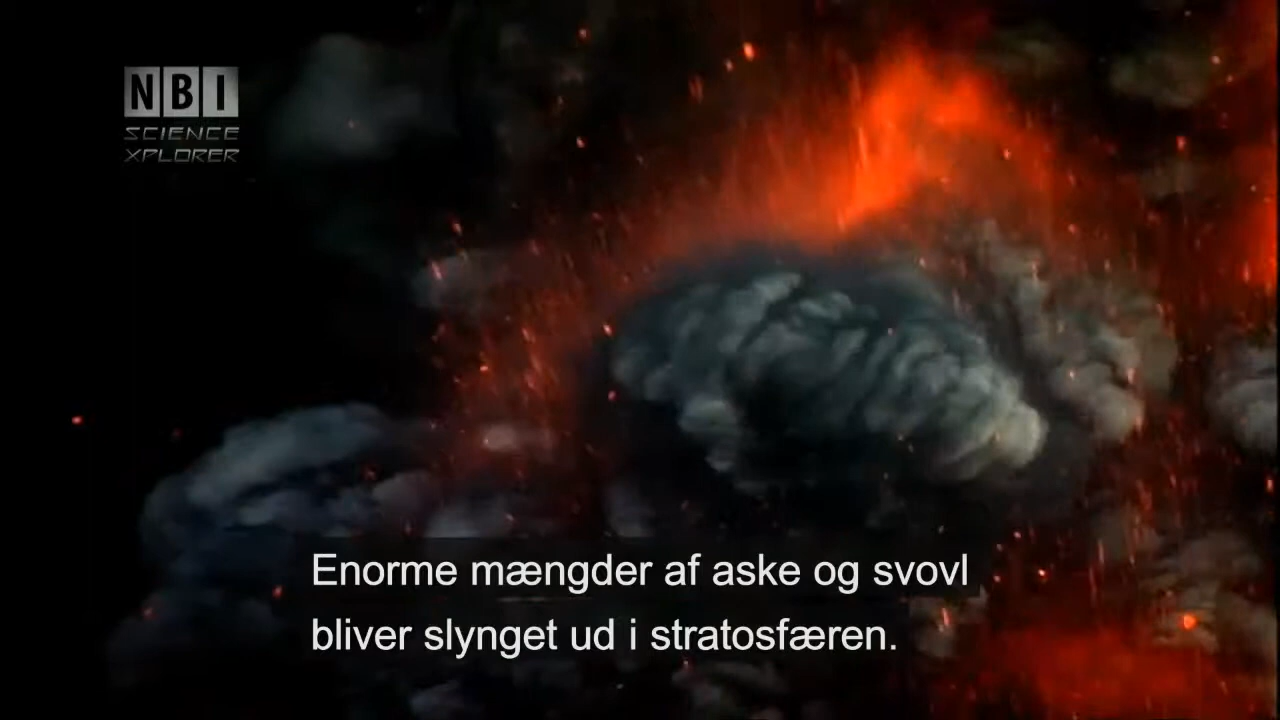 NBI
SCIENCE
XPLORER
Enorme mængder af aske og svovl
bliver slynget ud i stratosfæren.